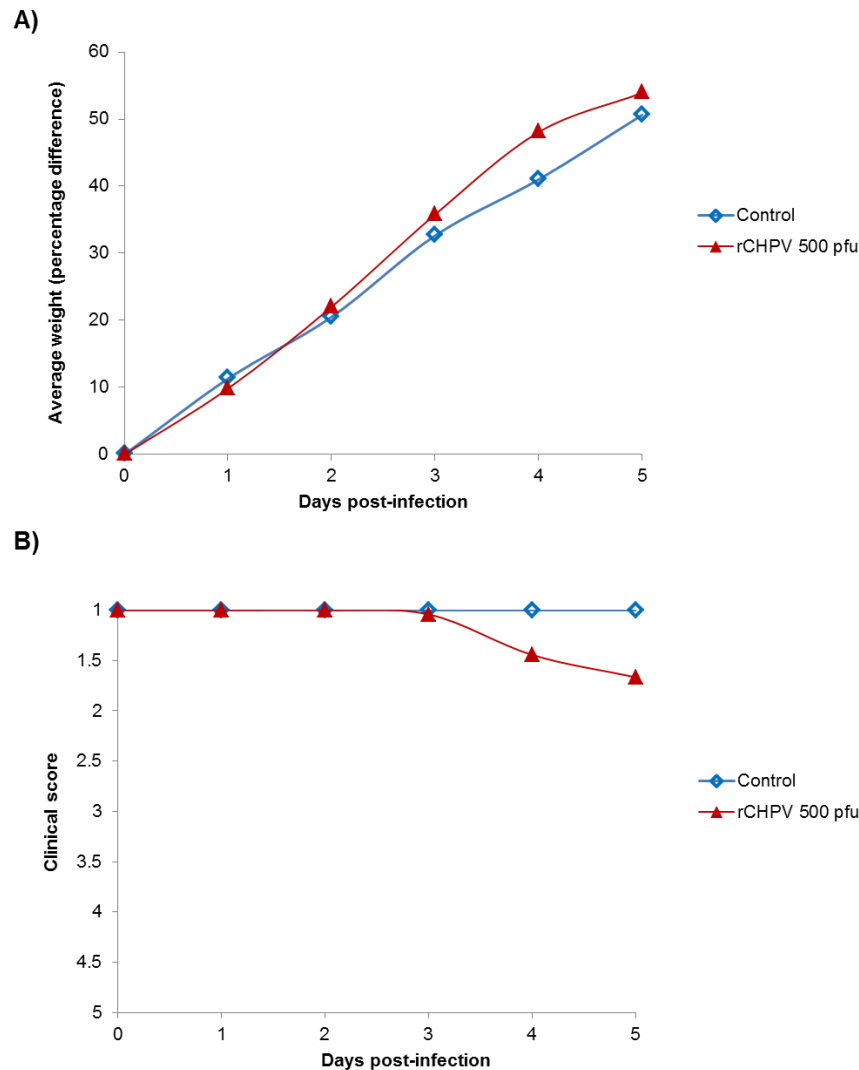 A)
Average weight (percentage difference)
60
50
40
30
20
10
0
0 1 2 3 4 5
Days post-infection
Control
rCHPV 500 pfu
B)
Clinical score
1
1.5
2
2.5
3
3.5
4
4.5
5
0 1 2 3 4 5
Days post-infection
Control
rCHPV 500 pfu